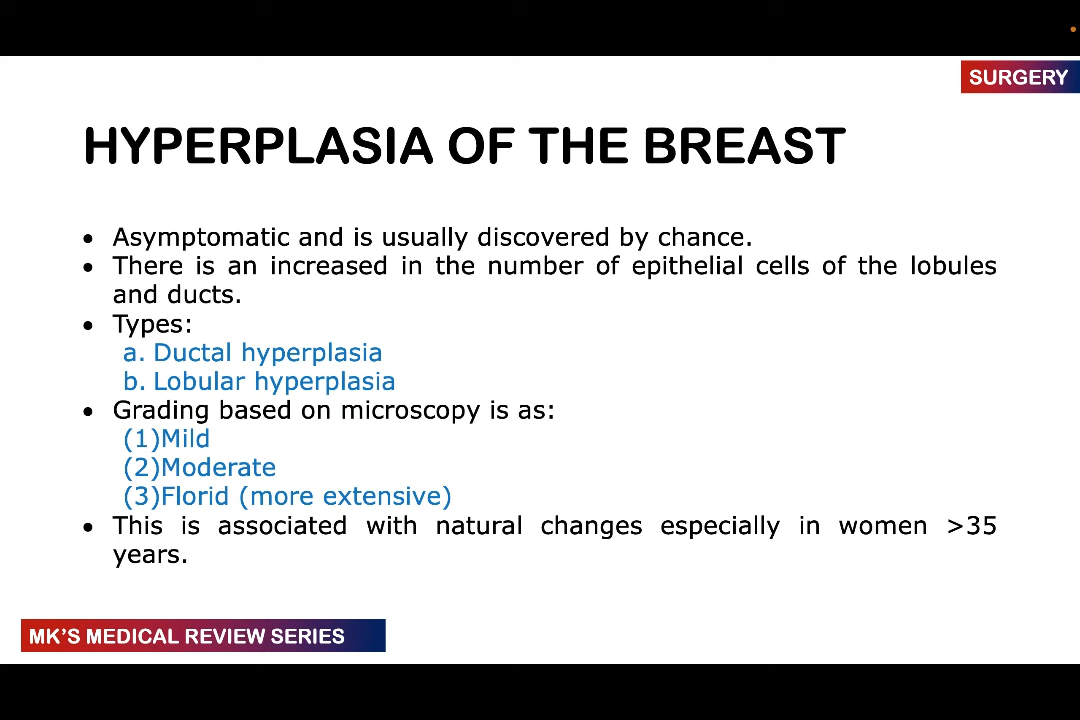 SURGERY
HYPERPLASIA OF THE BREAST
• Asymptomatic and is usually discovered by chance.
• There is an increased in the number of epithelial cells of the lobules
and ducts.
• Types:
a. Ductal hyperplasia
b. Lobular hyperplasia
• Grading based on microscopy is as:
(1)Mild
(2)Moderate
(3)Florid (more extensive)
• This is associated with natural changes especially in women >35
years.
MK'S MEDICAL REVIEW SERIES